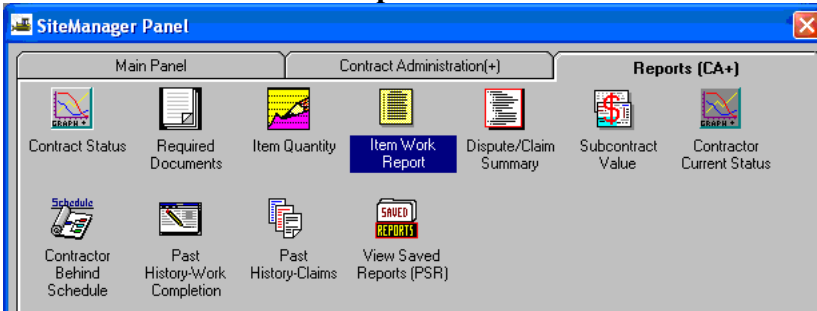 SiteManager Panel
Main Panel
Contract Administration(+)
Reports (CA+)
GRAPH +
GRAPH +
Contract Status
Required
Documents
Item Quantity
Item Work
Report
Dispute/Claim
Summary
Subcontract
Value
Contractor
Current Status
Schedule
SAVED
REPORTS
Contractor
Behind
Schedule
Past
History-Work
Completion
Past
History-Claims
View Saved
Reports (PSR)